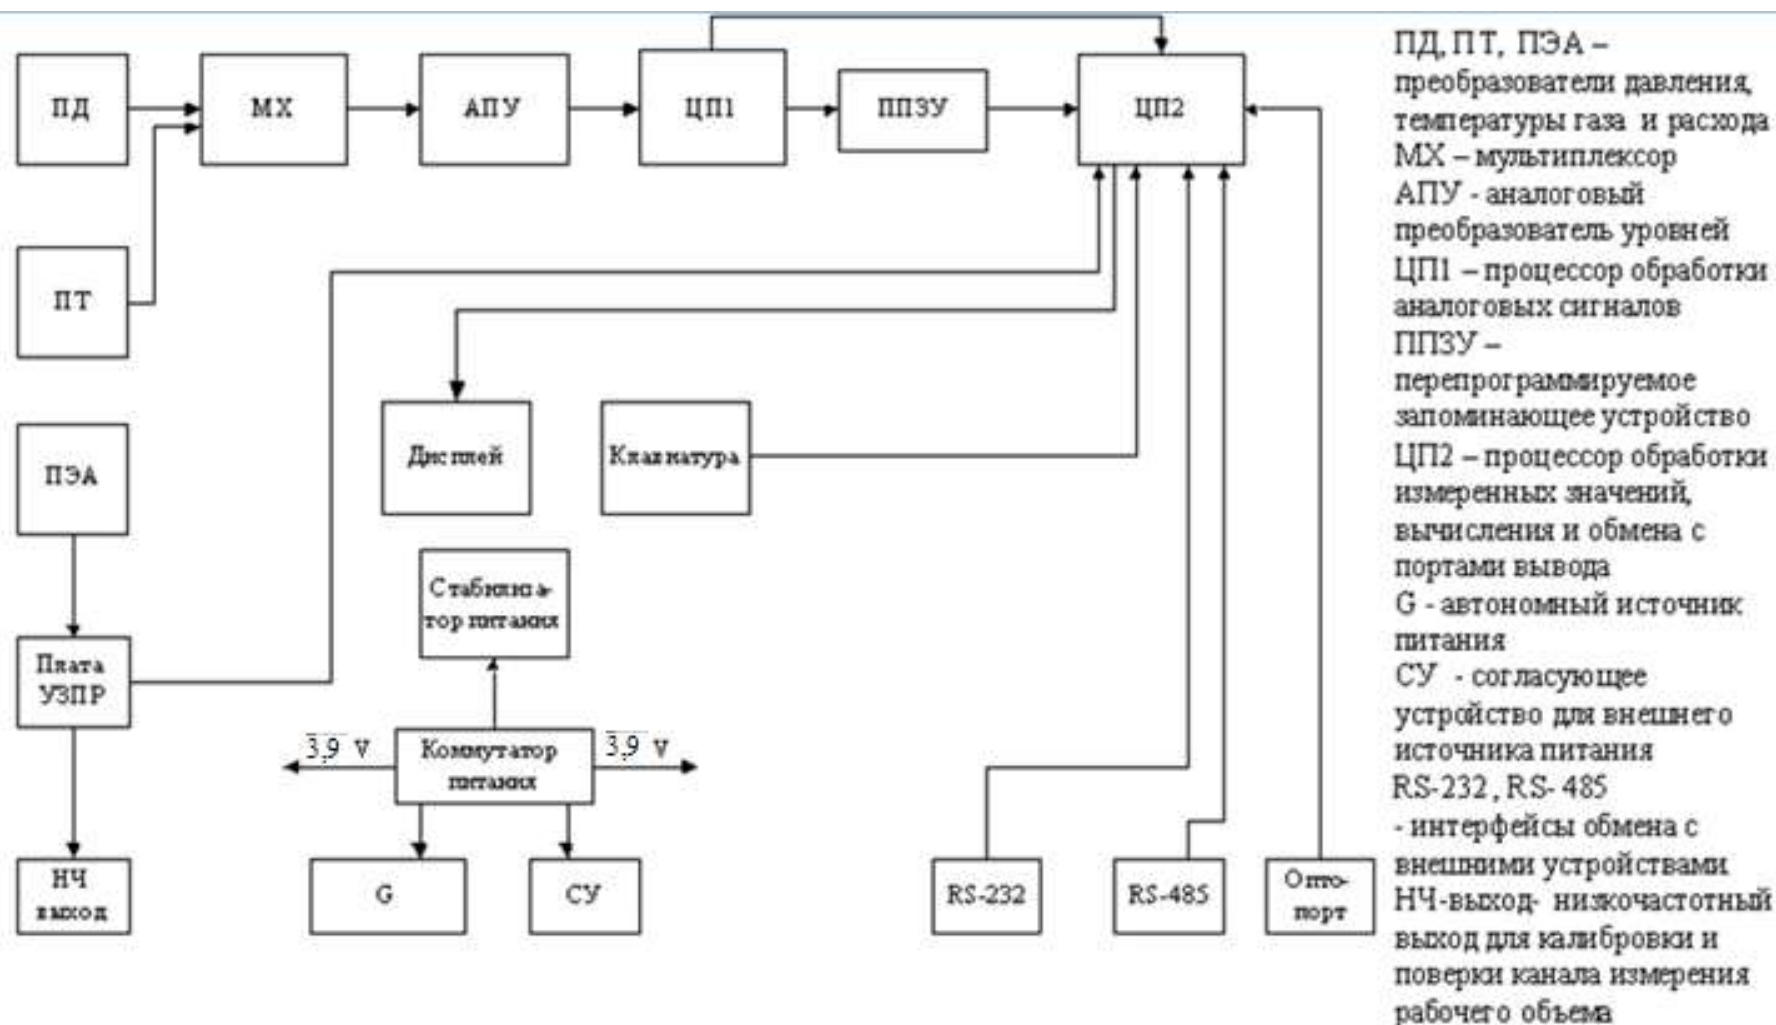 ПД
МХ
АПУ
ЦП1
ППЗУ
ЦП2
ПТ
ПЭА
Дисплей
Клавиатура
Стабилиза-
тор питания
Плата
УЗПР
3,9 V
Коммутатор
питания
3,9 V
НЧ
выход
G
СУ
RS-232
RS-485
Опто-
порт
ПД, ПТ, ПЭА –
преобразователи давления,
температуры газа и расхода
МХ – мультиплексор
АПУ - аналоговый
преобразователь уровней
ЦП1 – процессор обработки
аналоговых сигналов
ППЗУ –
перепрограммируемое
запоминающее устройство
ЦП2 – процессор обработки
измеренных значений,
вычисления и обмена с
портами вывода
G - автономный источник
питания
СУ - согласующее
устройство для внешнего
источника питания
RS-232 , RS- 485
- интерфейсы обмена с
внешними устройствами
НЧ-выход- низкочастотный
выход для калибровки и
поверки канала измерения
рабочего объема